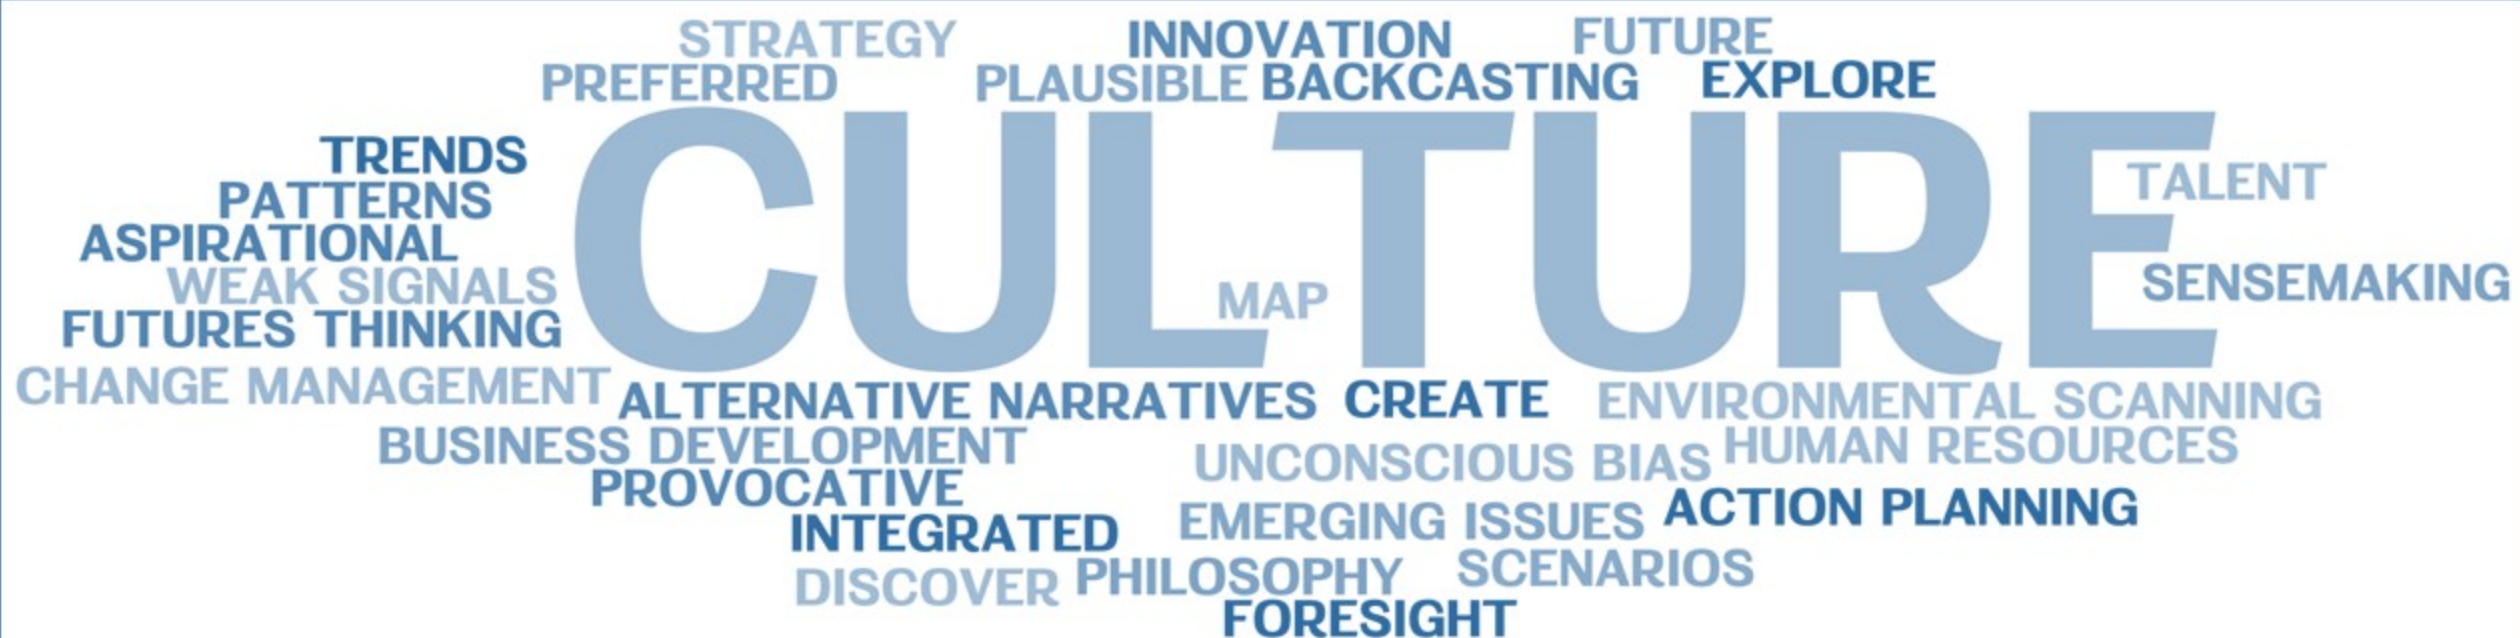 STRATEGY
INNOVATION
FUTURE
PREFERRED
PLAUSIBLE
BACKCASTING
EXPLORE
CULTURE
TRENDS
PATTERNS
ASPIRATIONAL
WEAK SIGNALS
FUTURES THINKING
MAP
TALENT
SENSEMAKING
CHANGE MANAGEMENT
ALTERNATIVE NARRATIVES
CREATE
ENVIRONMENTAL SCANNING
BUSINESS DEVELOPMENT
UNCONSCIOUS BIAS
HUMAN RESOURCES
PROVOCATIVE
INTEGRATED
EMERGING ISSUES
ACTION PLANNING
DISCOVER
PHILOSOPHY
SCENARIOS
FORESIGHT